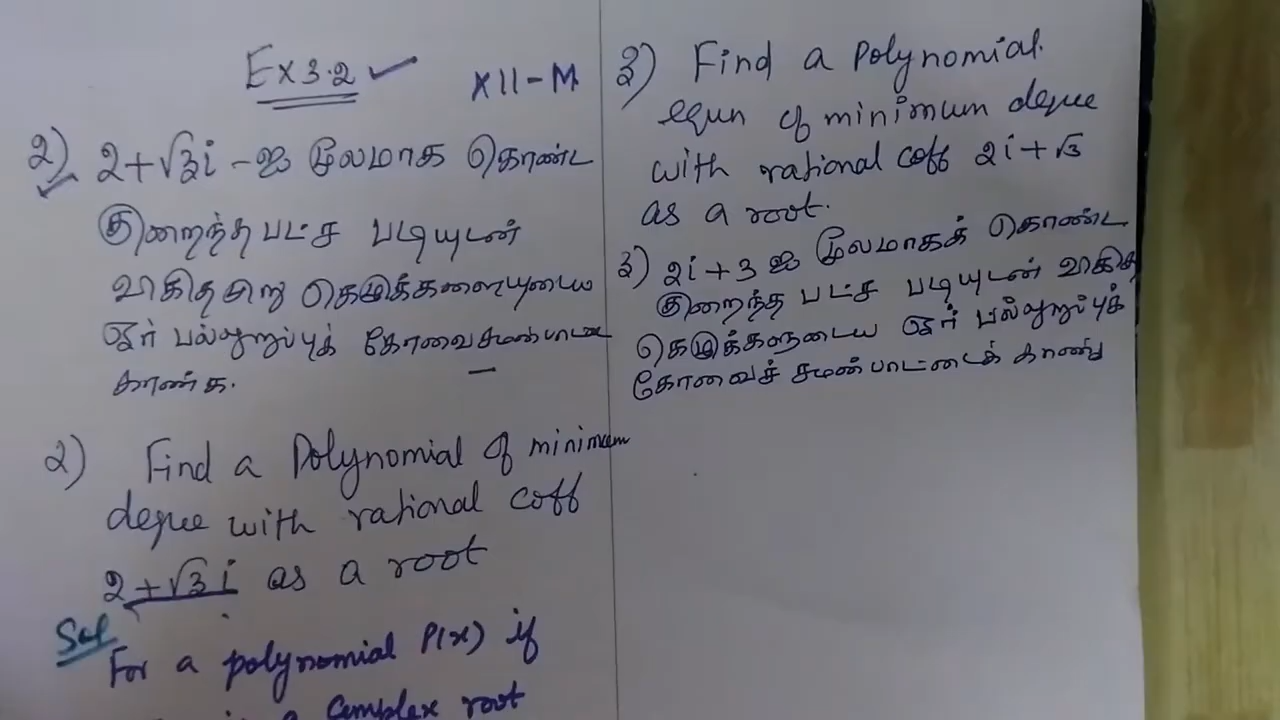 Ex 3.2
XII-M
2) 2+√3i -ஐ மூலமாக கொண்ட
குறைந்த பட்ச படியுடன்
விகிதமுறு கெழுக்களையுடைய
ஓர் பல்லுறுப்புக் கோவை சமன்பாட்டை
காண்க.
2) Find a Polynomial of minimum
degree with rational coff
2+√3i as a root
Sol
For a polynomial P(x) if
complex root
3) Find a Polynomial.
equn of minimum degree
with rational coff 2i+√3
as a root.
3) 2i+3 ஐ மூலமாகக் கொண்ட
குறைந்த பட்ச படியுடன் விகித
கெழுக்களுடைய ஓர் பல்லுறுப்புக்
கோவைச் சமன்பாட்டைக் காண்